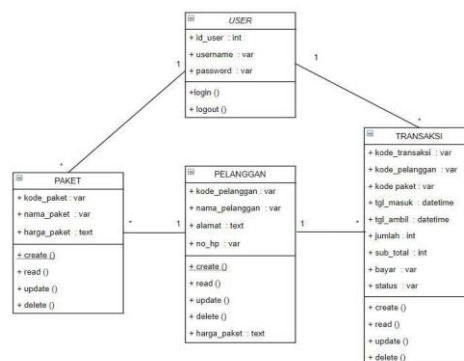 USER
+ id_user : int
+ username : var
+ password : var
+login ()
+ logout ()
1
1
*
*
PAKET
+ kode_paket : var
+ nama_paket : var
+ harga_paket : text
+ create ()
+ read ()
+ update ()
+ delete ()
*
1
PELANGGAN
+ kode_pelanggan : var
+ nama_pelanggan : var
+ alamat : text
+ no_hp : var
+ create ()
+ read ()
+ update ()
+ delete ()
+ harga_paket : text
1
*
TRANSAKSI
+ kode_transaksi : var
+ kode_pelanggan : var
+ kode paket : var
+ tgl_masuk : datetime
+ tgl_ambil : datetime
+ jumlah : int
+ sub_total : int
+ bayar : var
+ status : var
+ create ()
+ read ()
+ update ()
+ delete ()